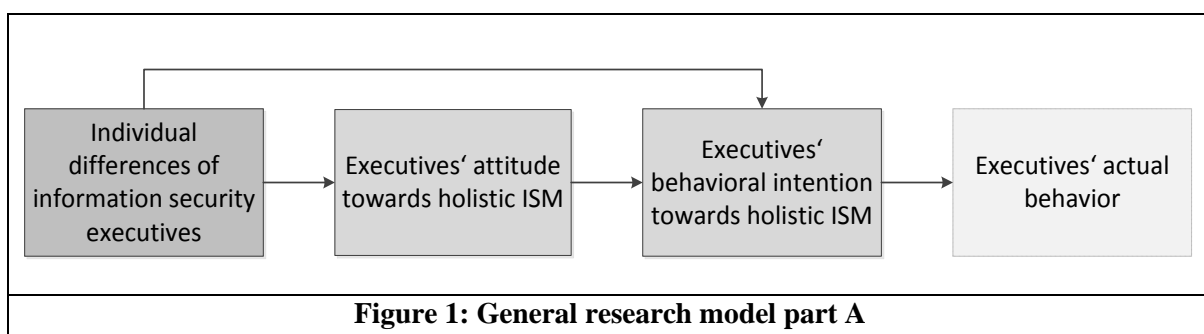 Individual
differences of
information security
executives
Executives‘ attitude
towards holistic ISM
Executives‘
behavioral intention
towards holistic ISM
Executives‘ actual
behavior
Figure 1: General research model part A